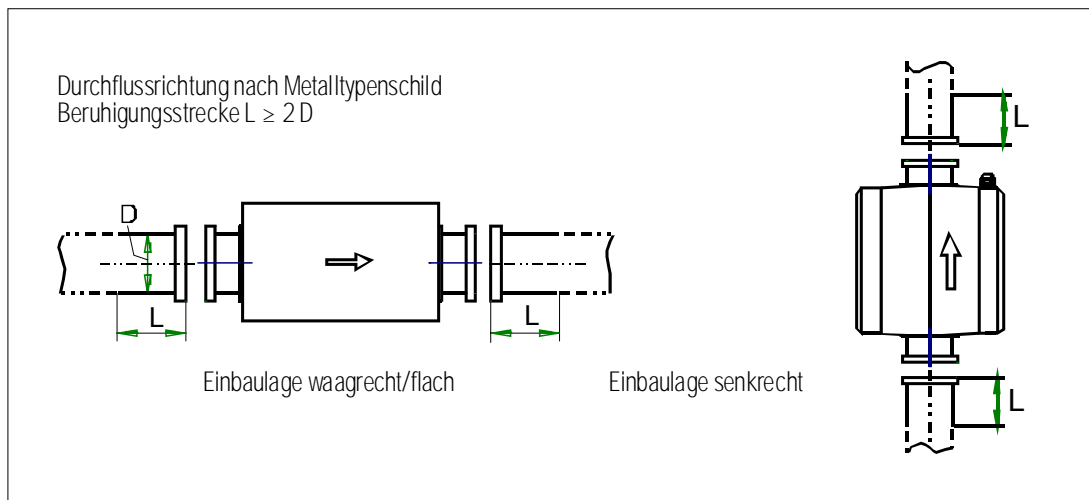 Durchflussrichtung nach Metalltypenschild
Beruhigungsstrecke L ≥ 2 D
D
L
L
Einbaulage waagrecht/flach
Einbaulage senkrecht
L
L